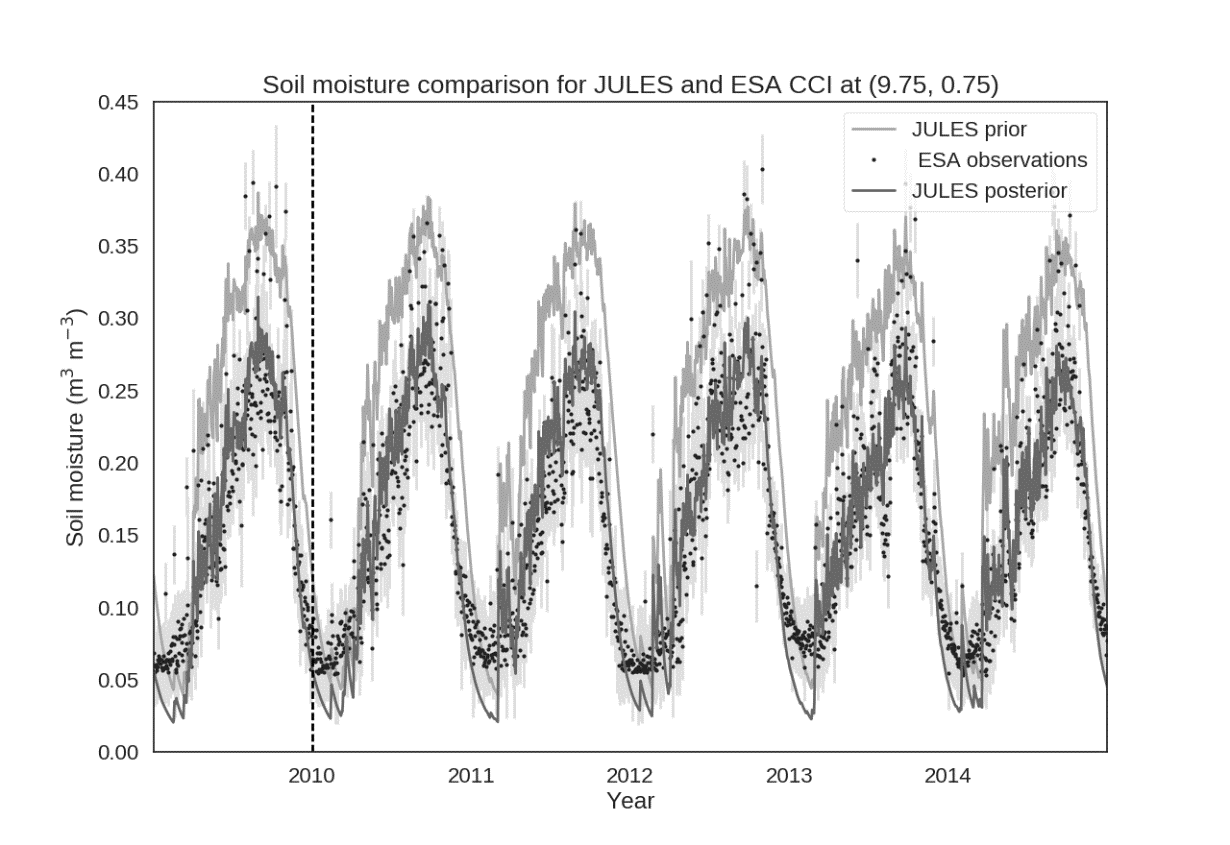 Soil moisture comparison for JULES and ESA CCI at (9.75, 0.75)
0.45
0.40
0.35
0.30
0.25
0.20
0.15
0.10
0.05
0.00
Soil moisture (m³ m⁻³)
JULES prior
ESA observations
JULES posterior
2010 2011 2012 2013 2014
Year